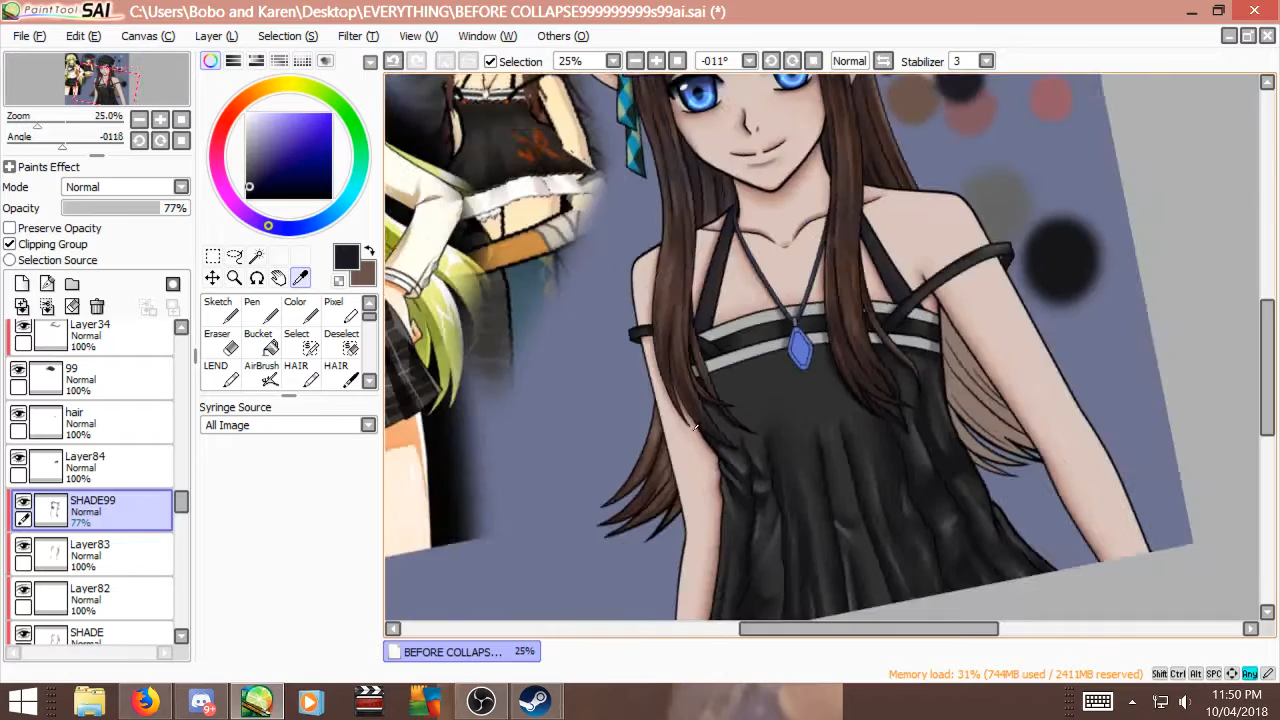 PaintTool SAI C:\Users\Bobo and Karen\Desktop\EVERYTHING\BEFORE COLLAPSE999999999s99ai.sai (*)
File (F) Edit (E) Canvas (C) Layer (L) Selection (S) Filter (T) View (V) Window (W) Others (O)
Selection 25% -011° Normal Stabilizer 3
Zoom 25.0%
Angle -011ß
Paints Effect
Mode Normal
Opacity 77%
Preserve Opacity
Clipping Group
Selection Source
Layer34
100%
99
Normal
100%
hair
Normal
100%
Layer84
100%
SHADE99
Normal
77%
Layer83
Normal
100%
Layer82
Normal
100%
SHADE
Normal
Sketch Pen Color Pixel
Eraser Bucket Select Deselect
LEND AirBrush HAIR HAIR
Syringe Source
All Image
BEFORE COLLAPS... 25%
Memory load: 31% (744MB used / 2411MB reserved) Shift Ctrl Alt SPC Any
9+
11:50 PM
10/04/2018